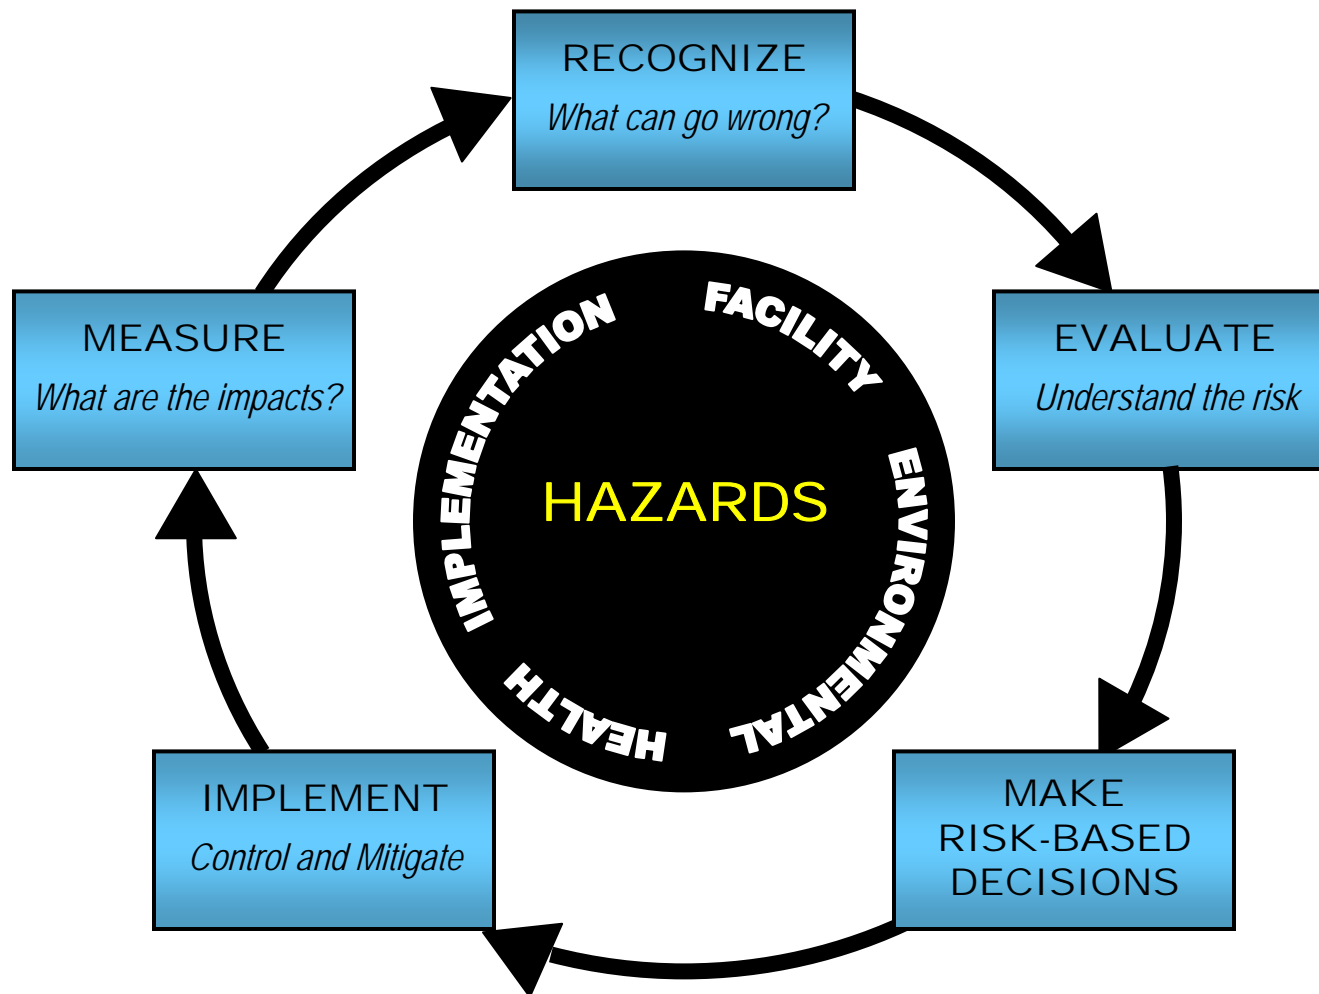 RECOGNIZE
What can go wrong?
EVALUATE
Understand the risk
MAKE
RISK-BASED
DECISIONS
IMPLEMENT
Control and Mitigate
MEASURE
What are the impacts?
FACILITY
ENVIRONMENTAL
HEALTH
IMPLEMENTATION
HAZARDS